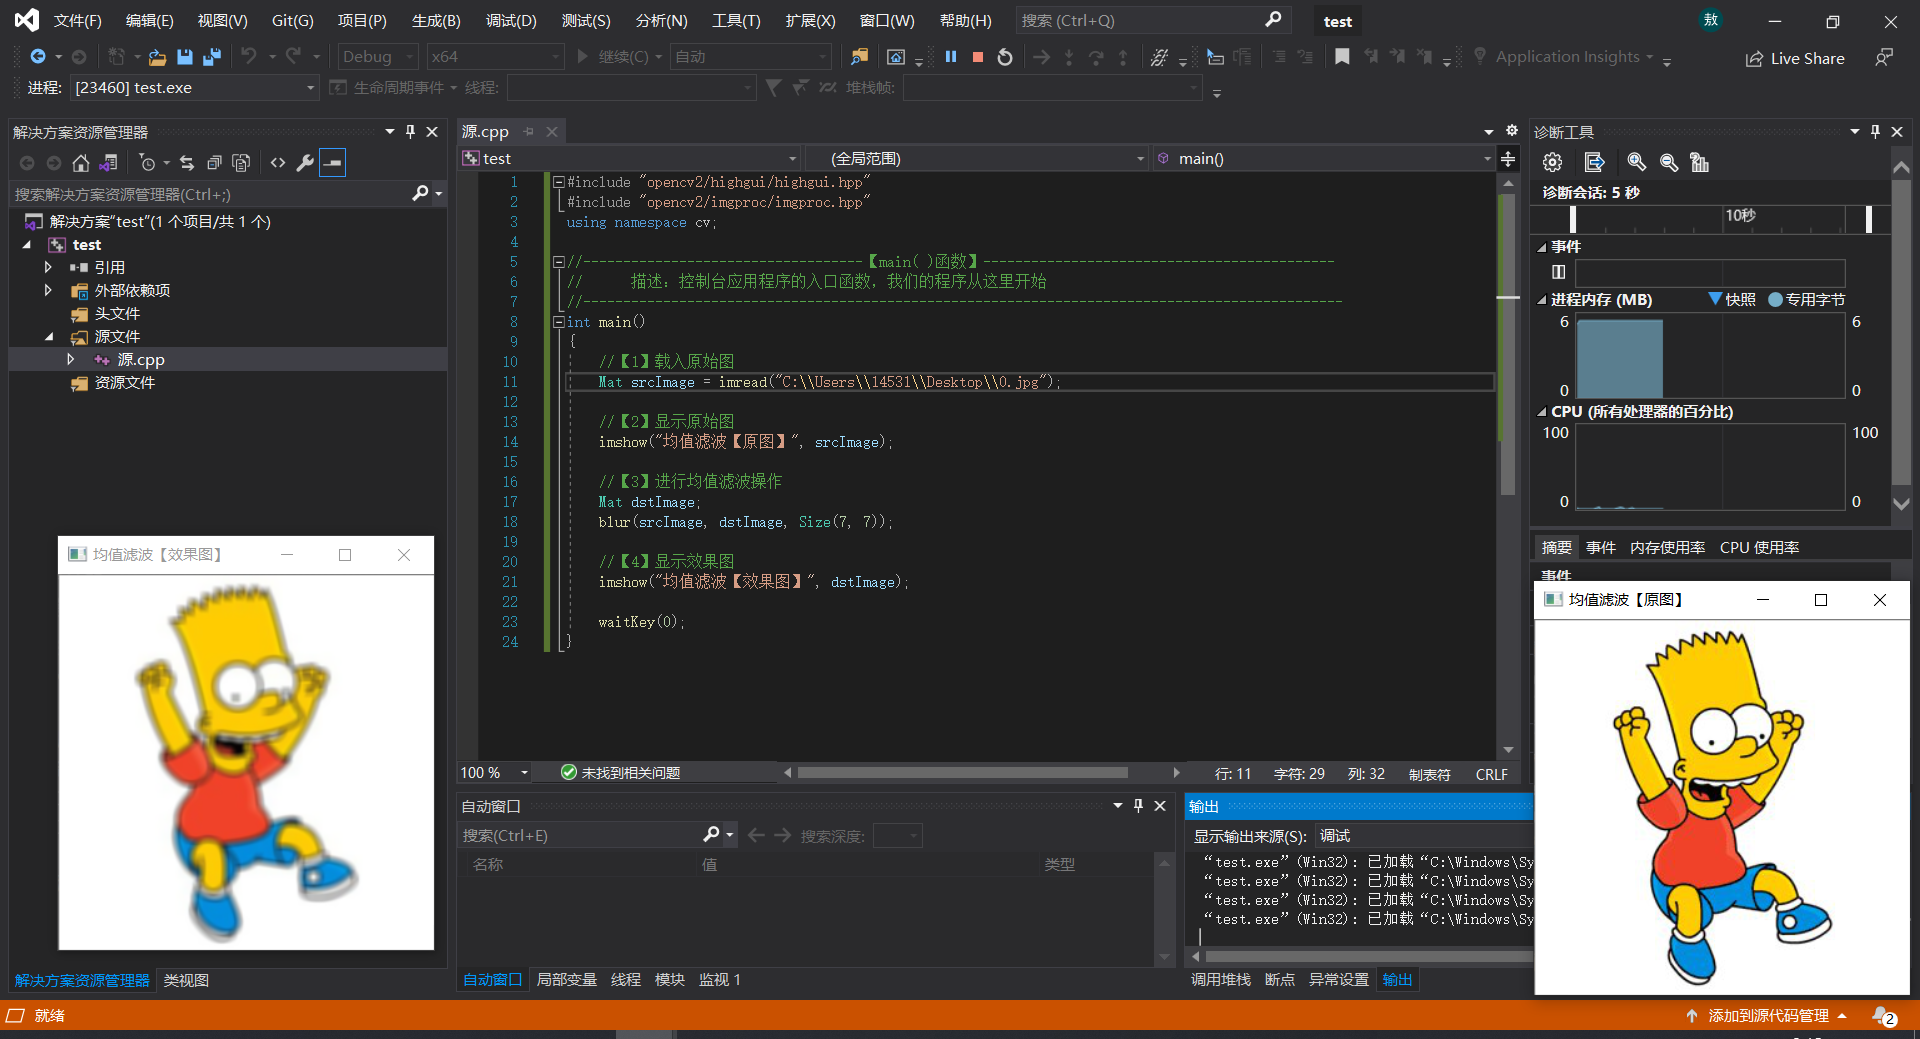 文件(F) 编辑(E) 视图(V) Git(G) 项目(P) 生成(B) 调试(D) 测试(S) 分析(N) 工具(T) 扩展(X) 窗口(W) 帮助(H) 搜索 (Ctrl+Q) test 敖
Debug x64 继续(C) 自动 Application Insights Live Share
进程: [23460] test.exe 生命周期事件 线程: 堆栈帧:
解决方案资源管理器
搜索解决方案资源管理器(Ctrl+;)
解决方案"test"(1 个项目/共 1 个)
test
引用
外部依赖项
头文件
源文件
源.cpp
资源文件
均值滤波【效果图】
解决方案资源管理器 类视图
源.cpp
test (全局范围) main()
1 #include "opencv2/highgui/highgui.hpp"
2 #include "opencv2/imgproc/imgproc.hpp"
3 using namespace cv;
4
5 //-----------------------------------【main( )函数】--------------------------------------------
6 // 描述：控制台应用程序的入口函数，我们的程序从这里开始
7 //-----------------------------------------------------------------------------------------------
8 int main()
9 {
10 //【1】载入原始图
11 Mat srcImage = imread("C:\\Users\\14531\\Desktop\\0.jpg");
12
13 //【2】显示原始图
14 imshow("均值滤波【原图】", srcImage);
15
16 //【3】进行均值滤波操作
17 Mat dstImage;
18 blur(srcImage, dstImage, Size(7, 7));
19
20 //【4】显示效果图
21 imshow("均值滤波【效果图】", dstImage);
22
23 waitKey(0);
24 }
100 % 未找到相关问题 行: 11 字符: 29 列: 32 制表符 CRLF
自动窗口
搜索(Ctrl+E) 搜索深度:
名称 值 类型
自动窗口 局部变量 线程 模块 监视 1
输出
显示输出来源(S): 调试
“test.exe”(Win32): 已加载“C:\Windows\Sy
“test.exe”(Win32): 已加载“C:\Windows\Sy
“test.exe”(Win32): 已加载“C:\Windows\Sy
“test.exe”(Win32): 已加载“C:\Windows\Sy
调用堆栈 断点 异常设置 输出
诊断工具
诊断会话: 5 秒
10秒
事件
进程内存 (MB) 快照 专用字节
6 6
0 0
CPU (所有处理器的百分比)
100 100
0 0
摘要 事件 内存使用率 CPU 使用率
事件
均值滤波【原图】
就绪 添加到源代码管理 2